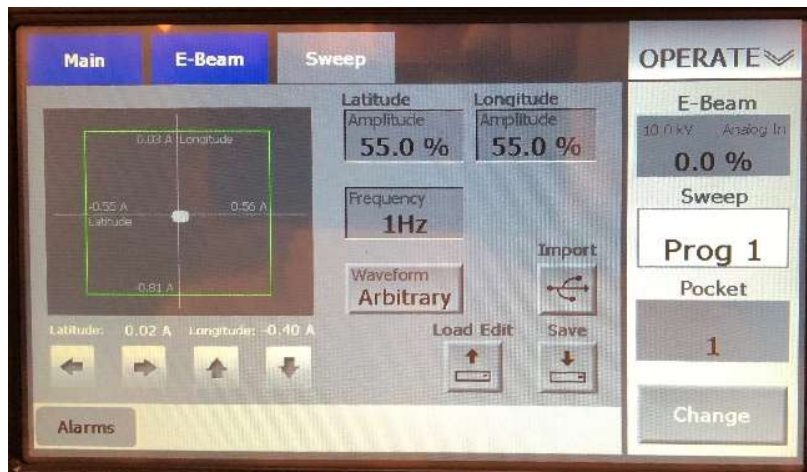 Main
E-Beam
Sweep
OPERATE
0.03 A Longitude
-0.55 A
Latitude
0.56 A
-0.81 A
Latitude: 0.02 A Longitude: -0.40 A
Latitude
Amplitude
55.0 %
Longitude
Amplitude
55.0 %
Frequency
1Hz
Waveform
Arbitrary
Import
Load Edit
Save
E-Beam
10.0 kV Analog In
0.0 %
Sweep
Prog 1
Pocket
1
Change
Alarms